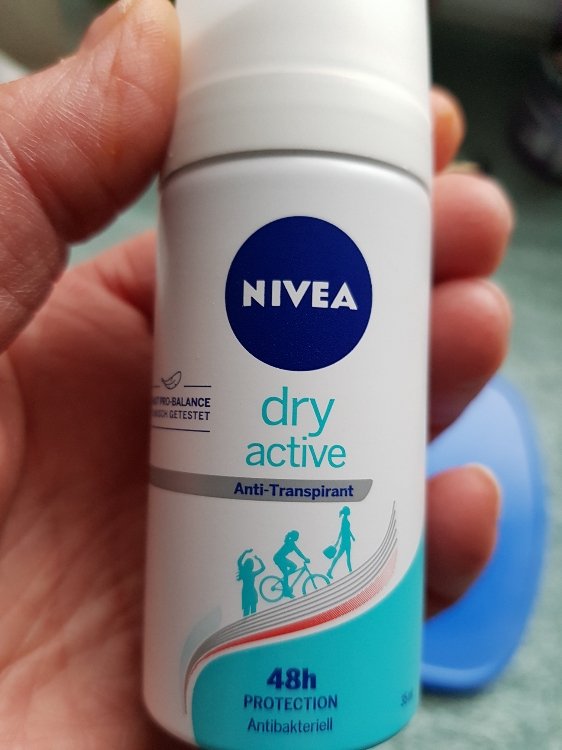 NIVEA
PRO-BALANCE
GETESTET
dry
active
Anti-Transpirant
48h
PROTECTION
Antibakteriell